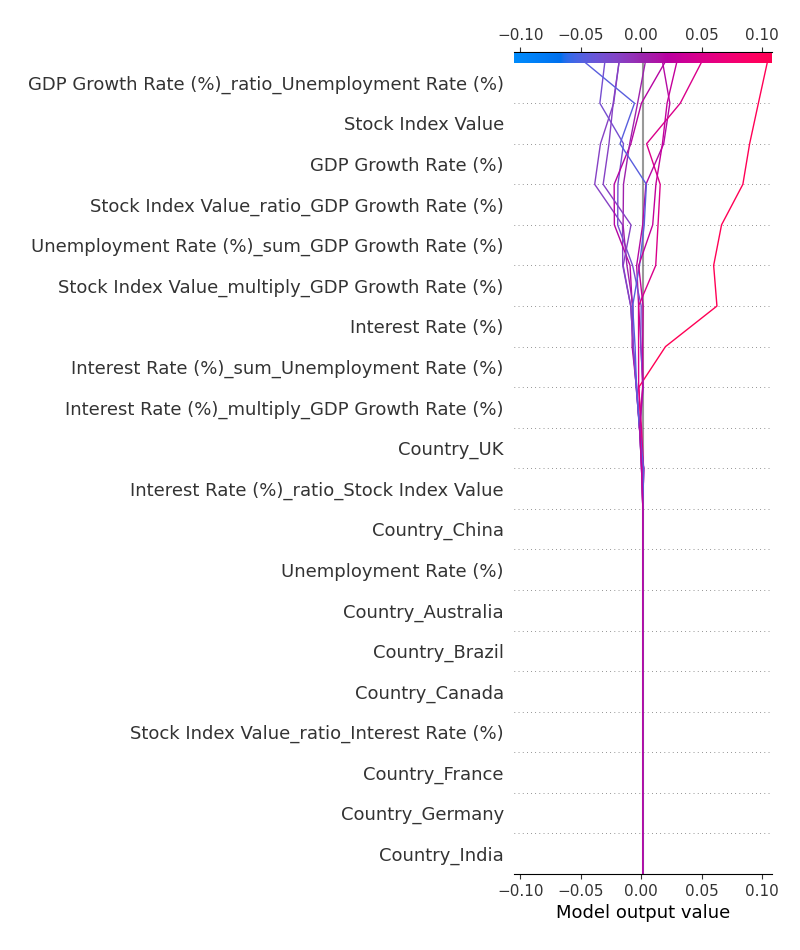 −0.10 −0.05 0.00 0.05 0.10
GDP Growth Rate (%)_ratio_Unemployment Rate (%)
Stock Index Value
GDP Growth Rate (%)
Stock Index Value_ratio_GDP Growth Rate (%)
Unemployment Rate (%)_sum_GDP Growth Rate (%)
Stock Index Value_multiply_GDP Growth Rate (%)
Interest Rate (%)
Interest Rate (%)_sum_Unemployment Rate (%)
Interest Rate (%)_multiply_GDP Growth Rate (%)
Country_UK
Interest Rate (%)_ratio_Stock Index Value
Country_China
Unemployment Rate (%)
Country_Australia
Country_Brazil
Country_Canada
Stock Index Value_ratio_Interest Rate (%)
Country_France
Country_Germany
Country_India
−0.10 −0.05 0.00 0.05 0.10
Model output value